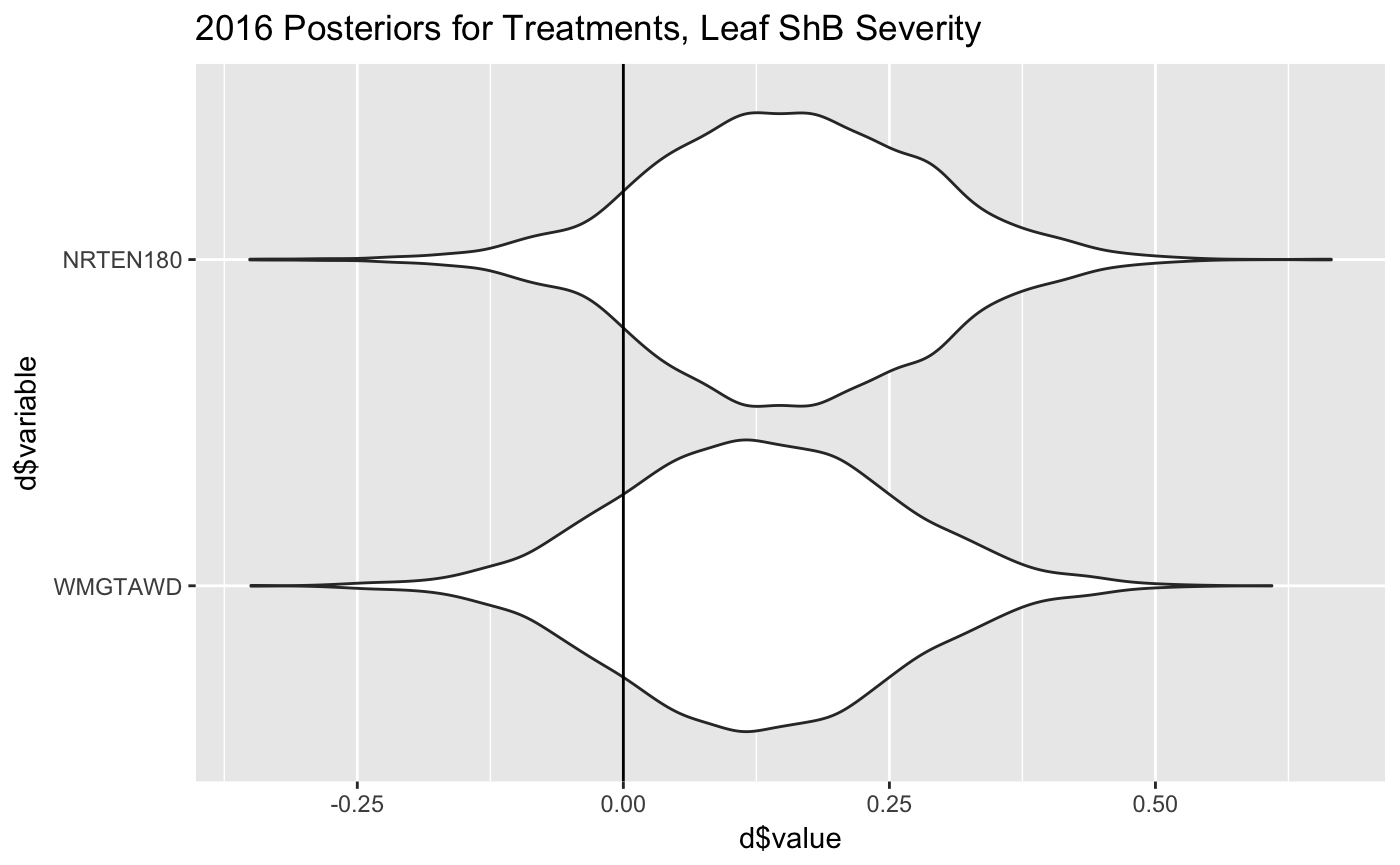 2016 Posteriors for Treatments, Leaf ShB Severity
d$variable
NRTEN180
WMGTAWD
-0.25
0.00
0.25
0.50
d$value